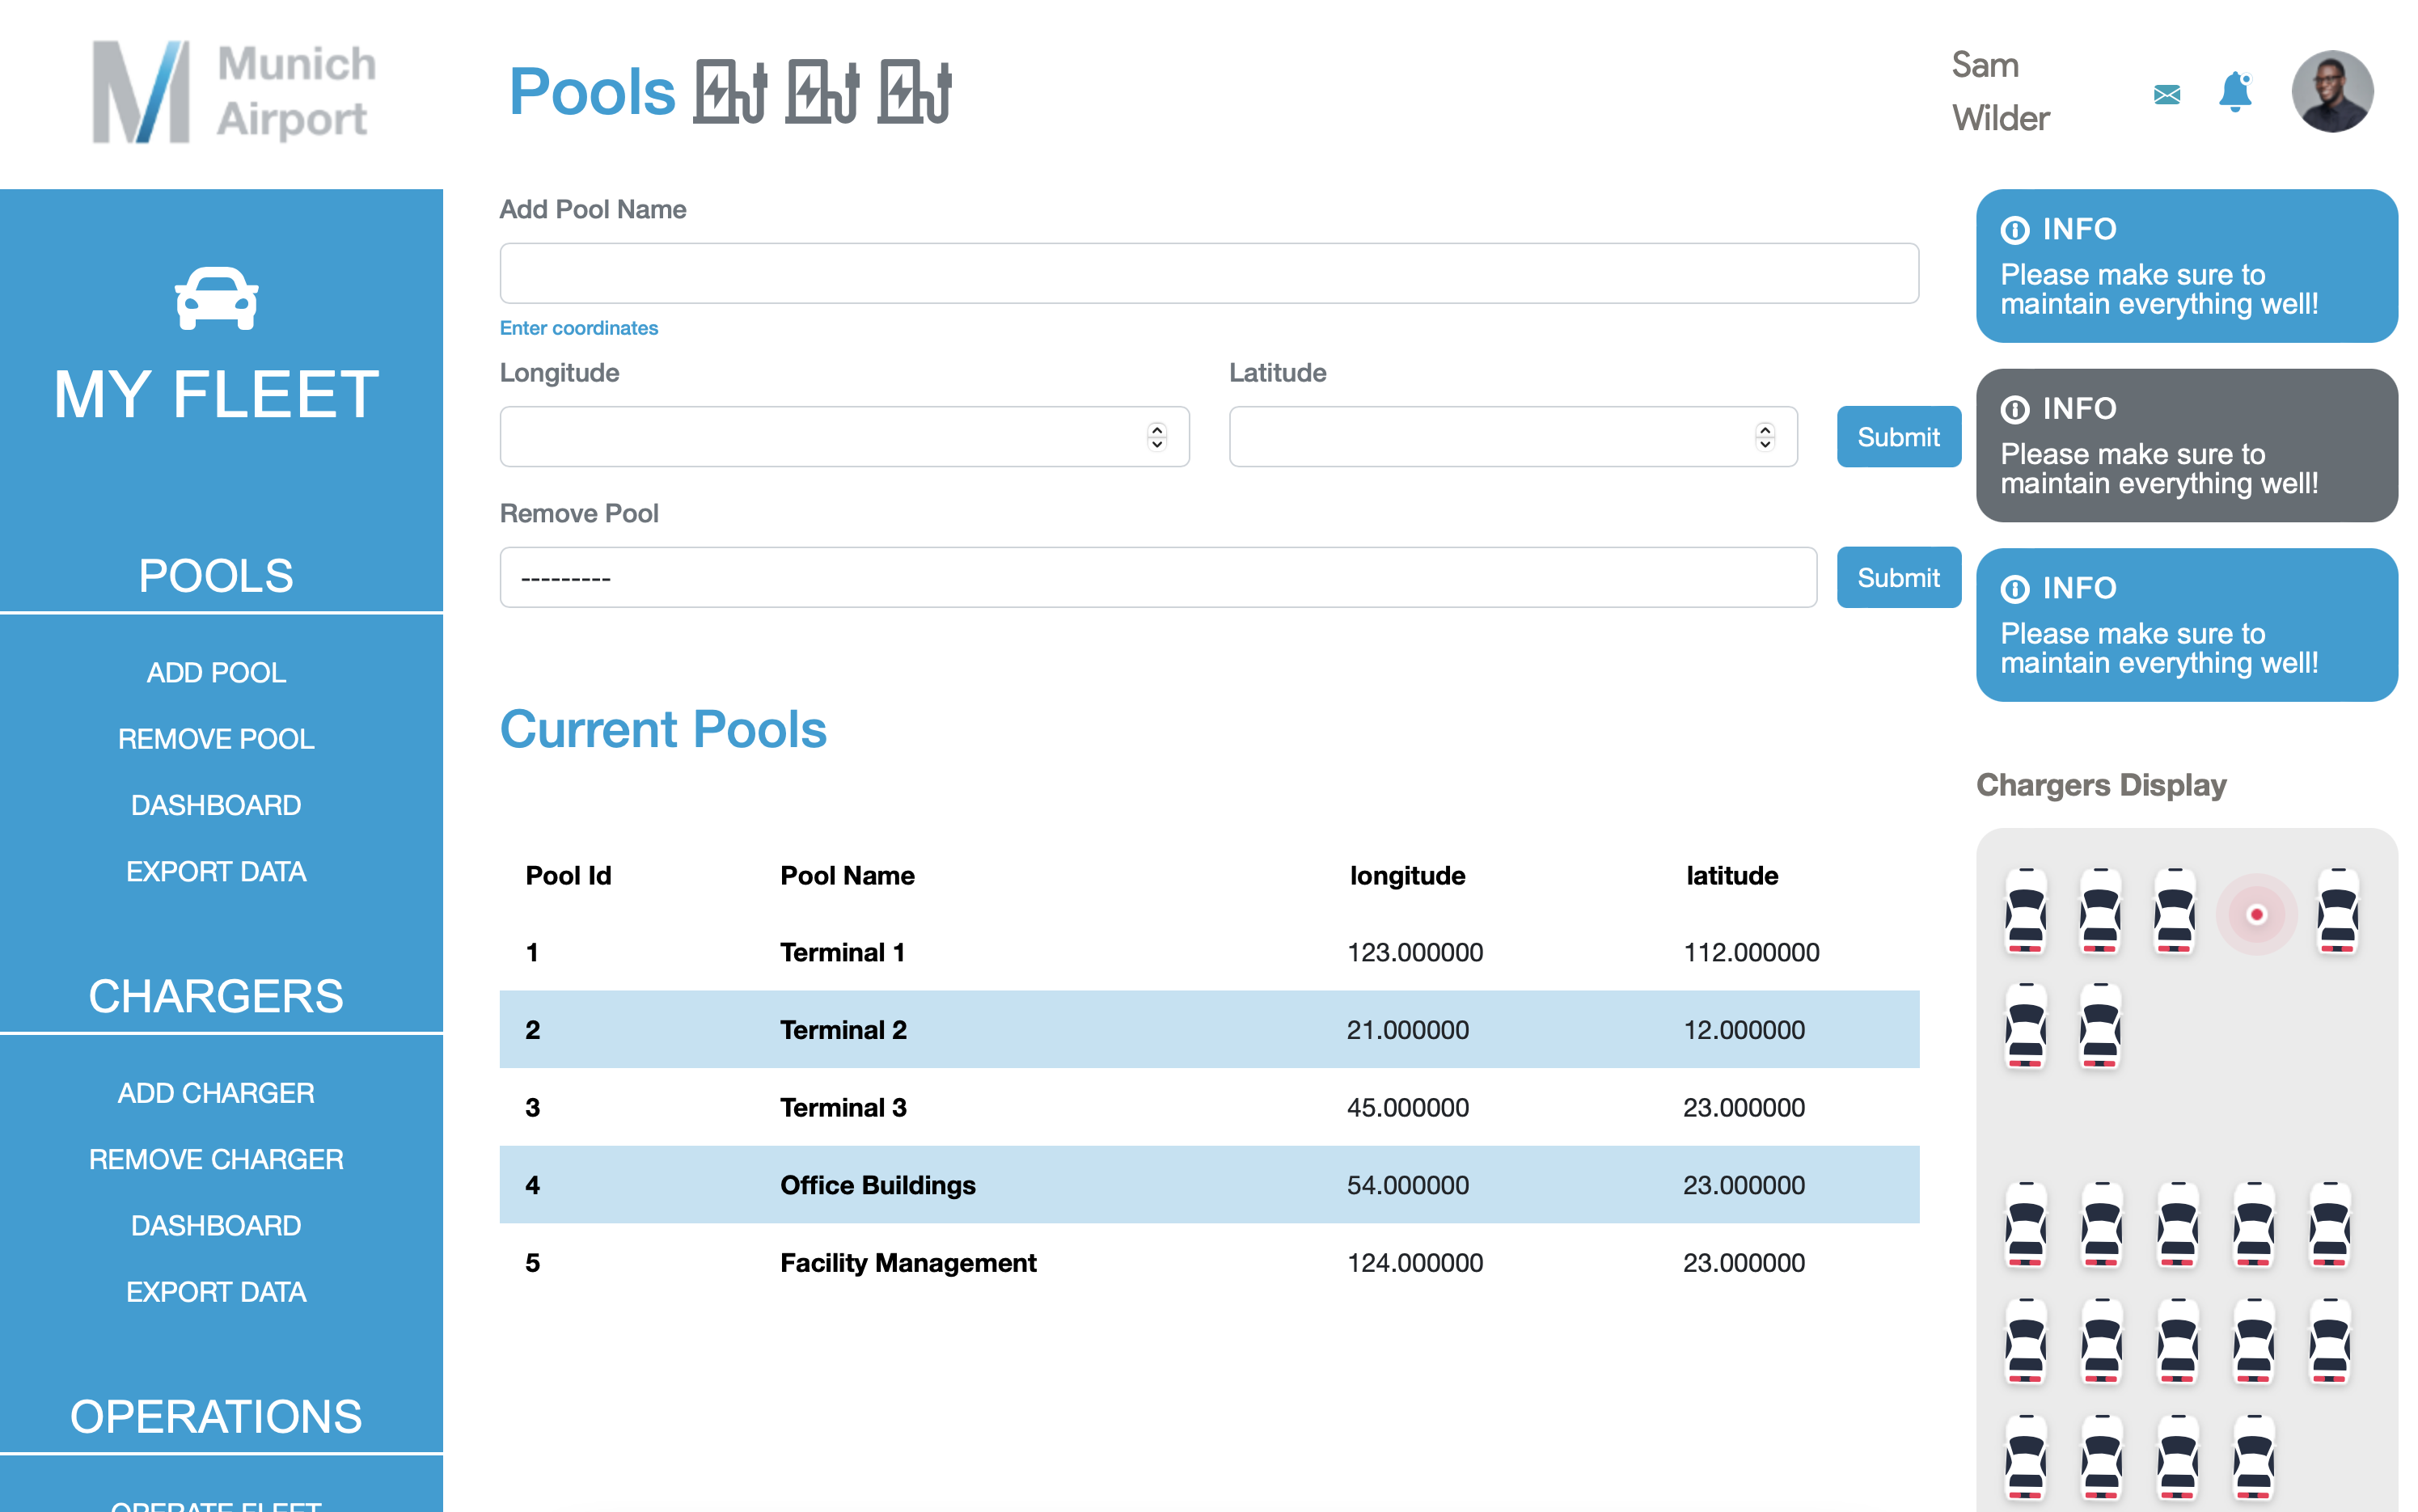 Munich
Airport
Pools
Sam
Wilder
MY FLEET
POOLS
ADD POOL
REMOVE POOL
DASHBOARD
EXPORT DATA
CHARGERS
ADD CHARGER
REMOVE CHARGER
DASHBOARD
EXPORT DATA
OPERATIONS
OPERATE FLEET
Add Pool Name
Enter coordinates
Longitude
Latitude
Submit
Remove Pool
---------
Submit
Current Pools
Pool Id Pool Name longitude latitude
1 Terminal 1 123.000000 112.000000
2 Terminal 2 21.000000 12.000000
3 Terminal 3 45.000000 23.000000
4 Office Buildings 54.000000 23.000000
5 Facility Management 124.000000 23.000000
INFO
Please make sure to
maintain everything well!
INFO
Please make sure to
maintain everything well!
INFO
Please make sure to
maintain everything well!
Chargers Display